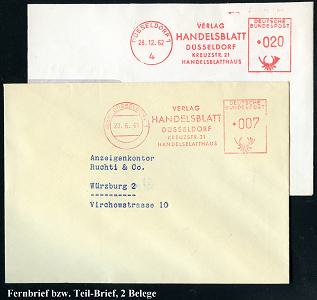 DÜSSELDORF 1
28.12.62
4
VERLAG
HANDELSBLATT
DÜSSELDORF
KREUZSTR. 21
HANDELSBLATTHAUS
DEUTSCHE
BUNDESPOST
020
VERLAG
HANDELSBLATT
DÜSSELDORF
KREUZSTR. 21
HANDELSBLATTHAUS
DEUTSCHE
BUNDESPOST
007
Anzeigenkontor
Ruchti & Co.
Würzburg 2
Virchowstrasse 10
Fernbrief bzw. Teil-Brief, 2 Belege